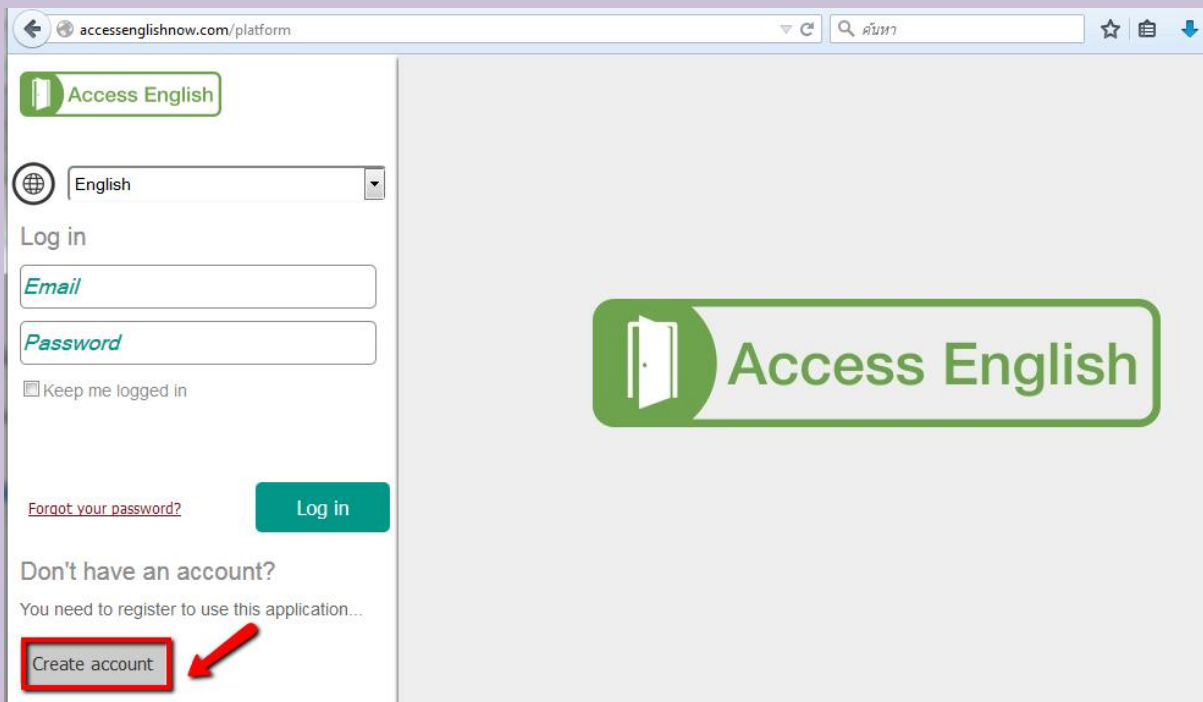 accessenglishnow.com/platform
ค้นหา
Access English
English
Log in
Email
Password
Keep me logged in
Forgot your password?
Log in
Don't have an account?
You need to register to use this application...
Create account
Access English